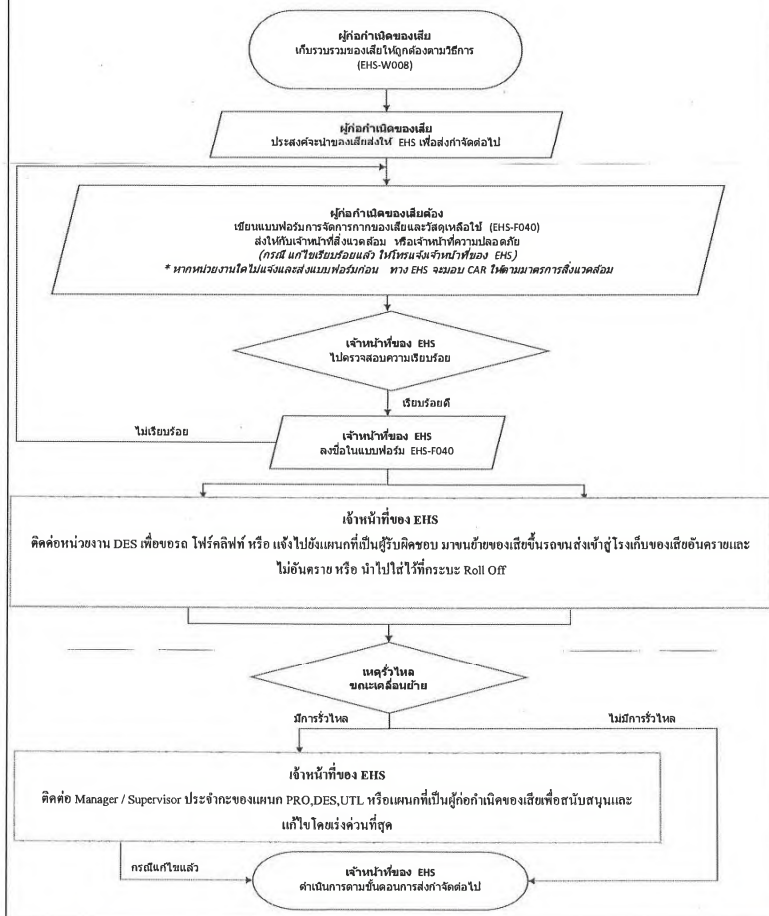 ผู้ก่อกำเนิดของเสีย
เก็บรวบรวมของเสียให้ถูกต้องตามวิธีการ
(EHS-W008)
ผู้ก่อกำเนิดของเสีย
ประสงค์จะนำของเสียส่งให้ EHS เพื่อส่งกำจัดต่อไป
ผู้ก่อกำเนิดของเสียต้อง
เขียนแบบฟอร์มการจัดการกากของเสียและวัสดุเหลือใช้ (EHS-F040)
ส่งให้กับเจ้าหน้าที่สิ่งแวดล้อม หรือเจ้าหน้าที่ความปลอดภัย
(กรณี แก้ไขเรียบร้อยแล้ว ให้โทรแจ้งเจ้าหน้าที่ของ EHS)
* หากหน่วยงานใดไม่แจ้งและส่งแบบฟอร์มก่อน ทาง EHS จะมอบ CAR ให้ตามมาตรการสิ่งแวดล้อม
เจ้าหน้าที่ของ EHS
ไปตรวจสอบความเรียบร้อย
เรียบร้อยดี
ไม่เรียบร้อย
เจ้าหน้าที่ของ EHS
ลงชื่อในแบบฟอร์ม EHS-F040
เจ้าหน้าที่ของ EHS
ติดต่อหน่วยงาน DES เพื่อขอรถ โฟร์คลิฟท์ หรือ แจ้งไปยังแผนกที่เป็นผู้รับผิดชอบ มาขนย้ายของเสียขึ้นรถขนส่งเข้าสู่โรงเก็บของเสียอันตรายและ
ไม่อันตราย หรือ นำไปใส่ไว้ที่กระบะ Roll Off
เหตุรั่วไหล
ขณะเคลื่อนย้าย
มีการรั่วไหล
ไม่มีการรั่วไหล
เจ้าหน้าที่ของ EHS
ติดต่อ Manager / Supervisor ประจำกะของแผนก PRO,DES,UTL หรือแผนกที่เป็นผู้ก่อกำเนิดของเสียเพื่อสนับสนุนและ
แก้ไขโดยเร่งด่วนที่สุด
กรณีแก้ไขแล้ว
เจ้าหน้าที่ของ EHS
ดำเนินการตามขั้นตอนการส่งกำจัดต่อไป